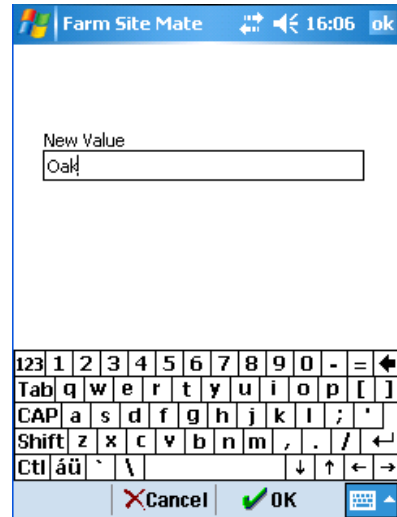 Farm Site Mate 16:06 ok
New Value
Oak
123 1 2 3 4 5 6 7 8 9 0 - =
Tab q w e r t y u i o p [ ]
CAP a s d f g h j k l ; '
Shift z x c v b n m , . /
Ctl áü ` \
Cancel OK